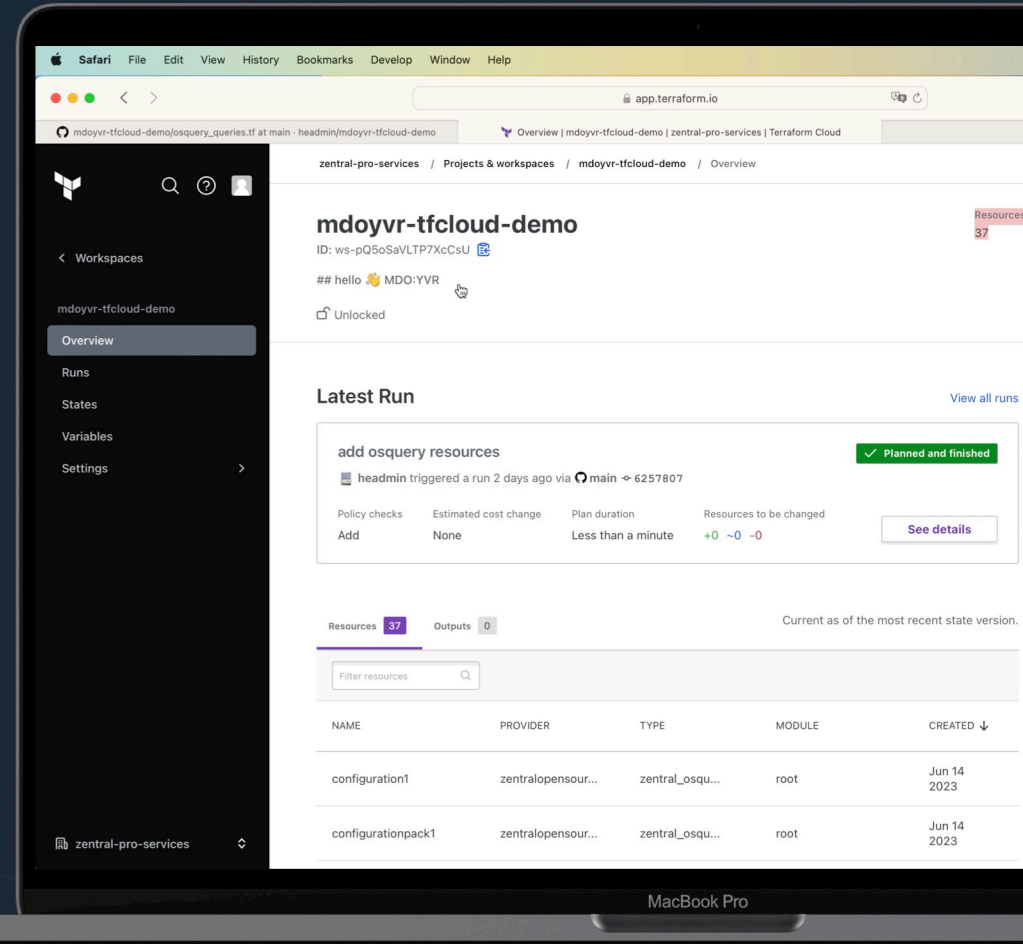 Safari File Edit View History Bookmarks Develop Window Help
app.terraform.io
mdoyvr-tfcloud-demo/osquery_queries.tf at main · headmin/mdoyvr-tfcloud-demo
Overview | mdoyvr-tfcloud-demo | zentral-pro-services | Terraform Cloud
zentral-pro-services / Projects & workspaces / mdoyvr-tfcloud-demo / Overview
Workspaces
mdoyvr-tfcloud-demo
Overview
Runs
States
Variables
Settings
zentral-pro-services
mdoyvr-tfcloud-demo
ID: ws-pQ5oSaVLTP7XcCsU
## hello 👋 MDO:YVR
Unlocked
Resources
37
Latest Run
View all runs
add osquery resources
Planned and finished
headmin triggered a run 2 days ago via main 6257807
Policy checks Estimated cost change Plan duration Resources to be changed
Add None Less than a minute +0 ~0 -0
See details
Resources 37 Outputs 0
Current as of the most recent state version.
Filter resources
NAME PROVIDER TYPE MODULE CREATED
configuration1 zentralopensour... zentral_osqu... root Jun 14
2023
configurationpack1 zentralopensour... zentral_osqu... root Jun 14
2023
MacBook Pro